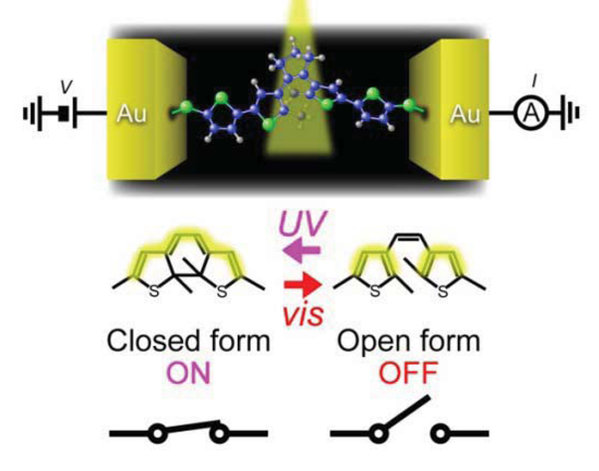 V
I
Au
Au
A
UV
vis
S
S
S
S
Closed form
Open form
ON
OFF